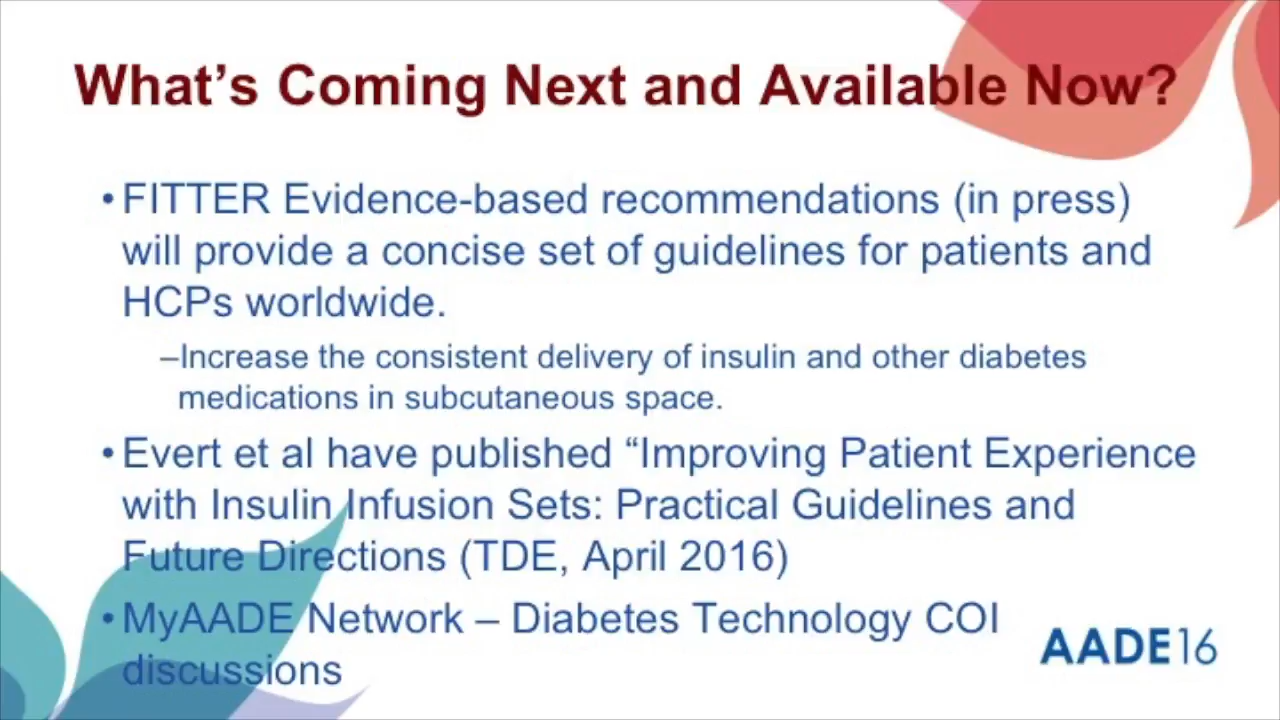 What’s Coming Next and Available Now?
• FITTER Evidence-based recommendations (in press)
will provide a concise set of guidelines for patients and
HCPs worldwide.
–Increase the consistent delivery of insulin and other diabetes
medications in subcutaneous space.
• Evert et al have published “Improving Patient Experience
with Insulin Infusion Sets: Practical Guidelines and
Future Directions (TDE, April 2016)
• MyAADE Network – Diabetes Technology COI
discussions
AADE16